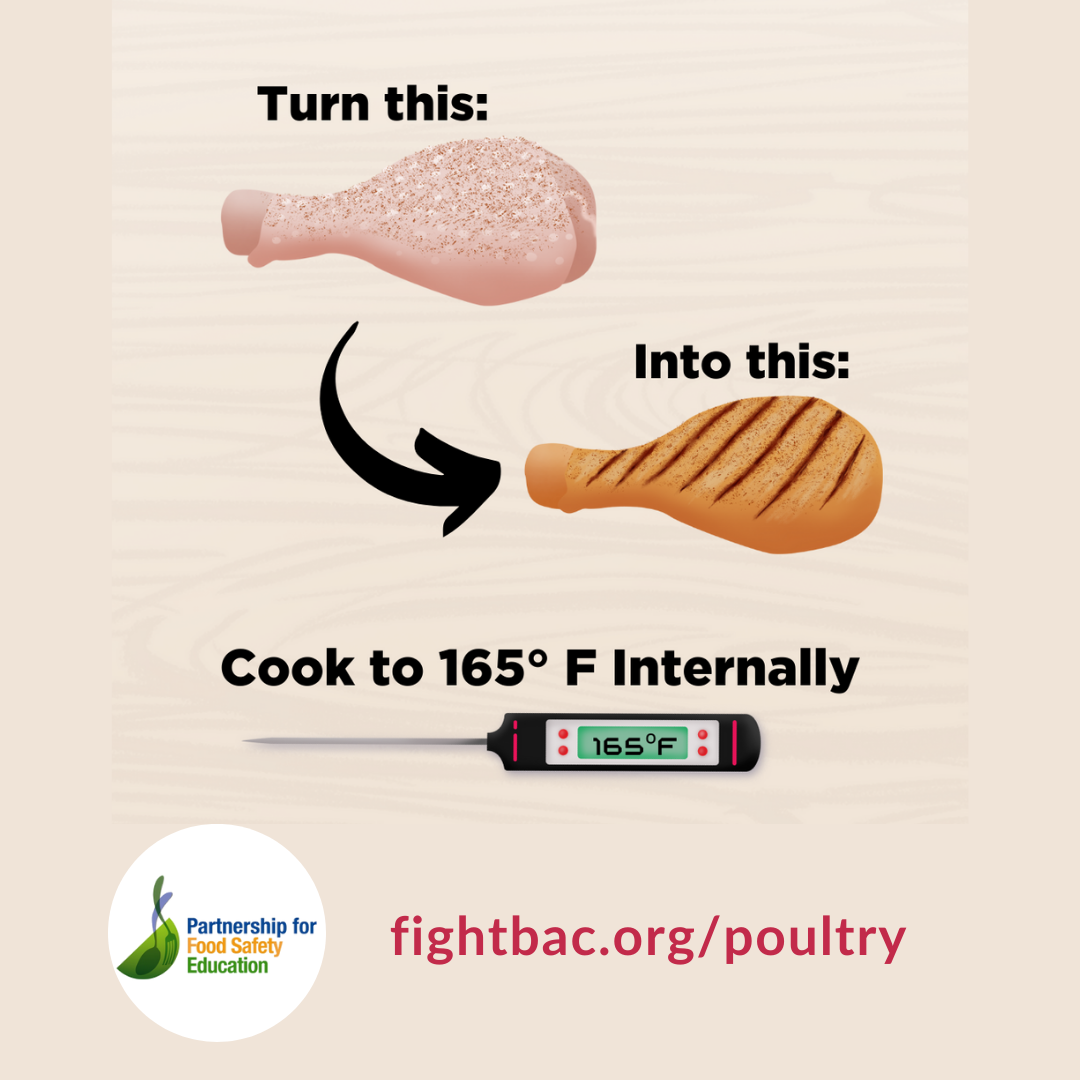 Turn this:
Into this:
Cook to 165° F Internally
165°F
Partnership for
Food Safety
Education
fightbac.org/poultry